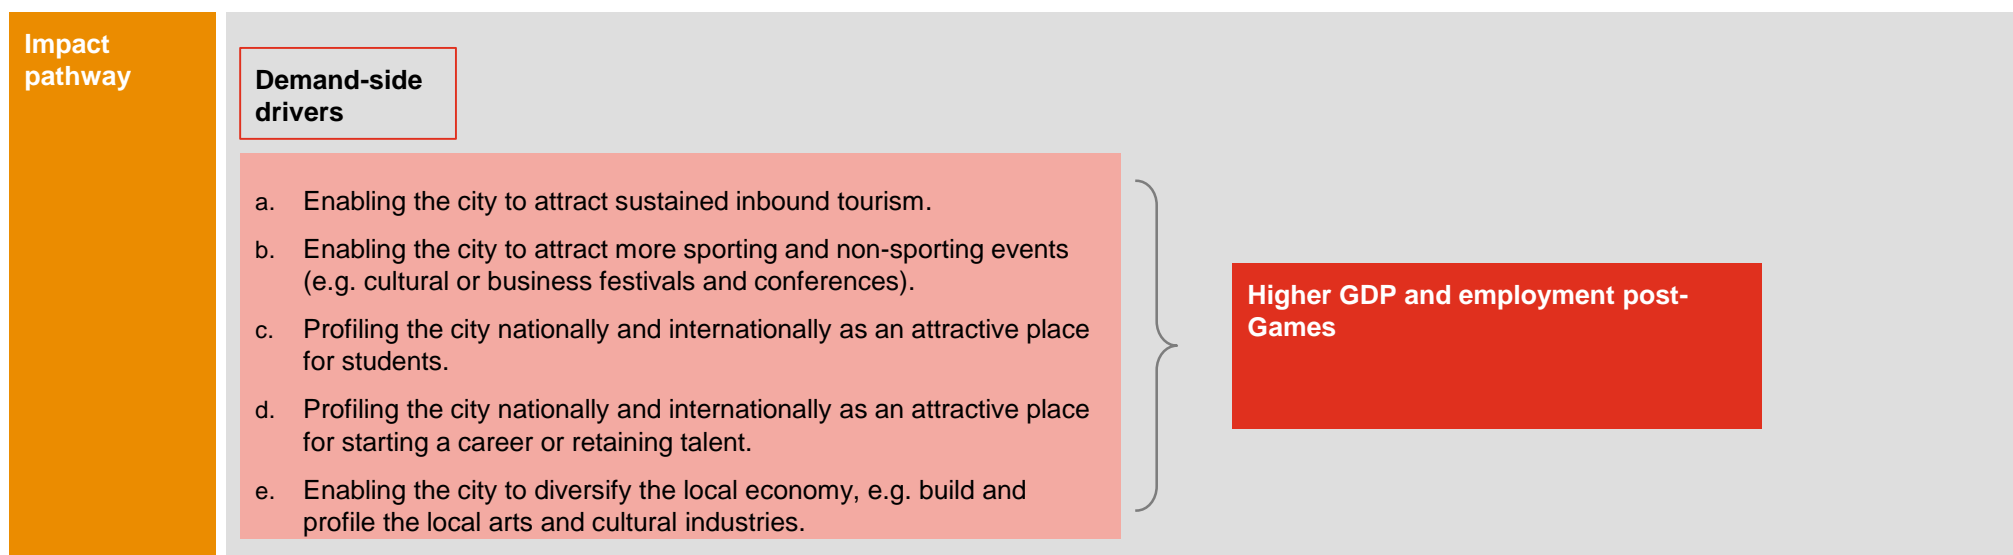 Impact
pathway
Demand-side
drivers
a. Enabling the city to attract sustained inbound tourism.
b. Enabling the city to attract more sporting and non-sporting events
(e.g. cultural or business festivals and conferences).
c. Profiling the city nationally and internationally as an attractive place
for students.
d. Profiling the city nationally and internationally as an attractive place
for starting a career or retaining talent.
e. Enabling the city to diversify the local economy, e.g. build and
profile the local arts and cultural industries.
Higher GDP and employment post-
Games